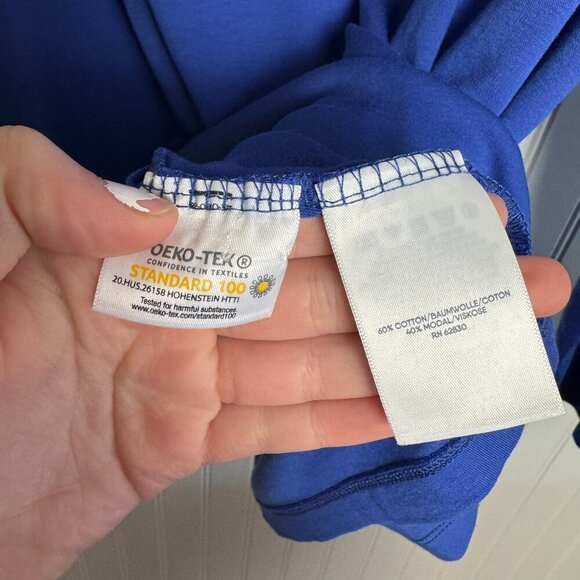 OEKO-TEX®
CONFIDENCE IN TEXTILES
STANDARD 100
20.HUS.26158 HOHENSTEIN HTTI
Tested for harmful substances
www.oeko-tex.com/standard100
60% COTTON/BAUMWOLLE/COTON
40% MODAL/VISKOSE
RN 62830